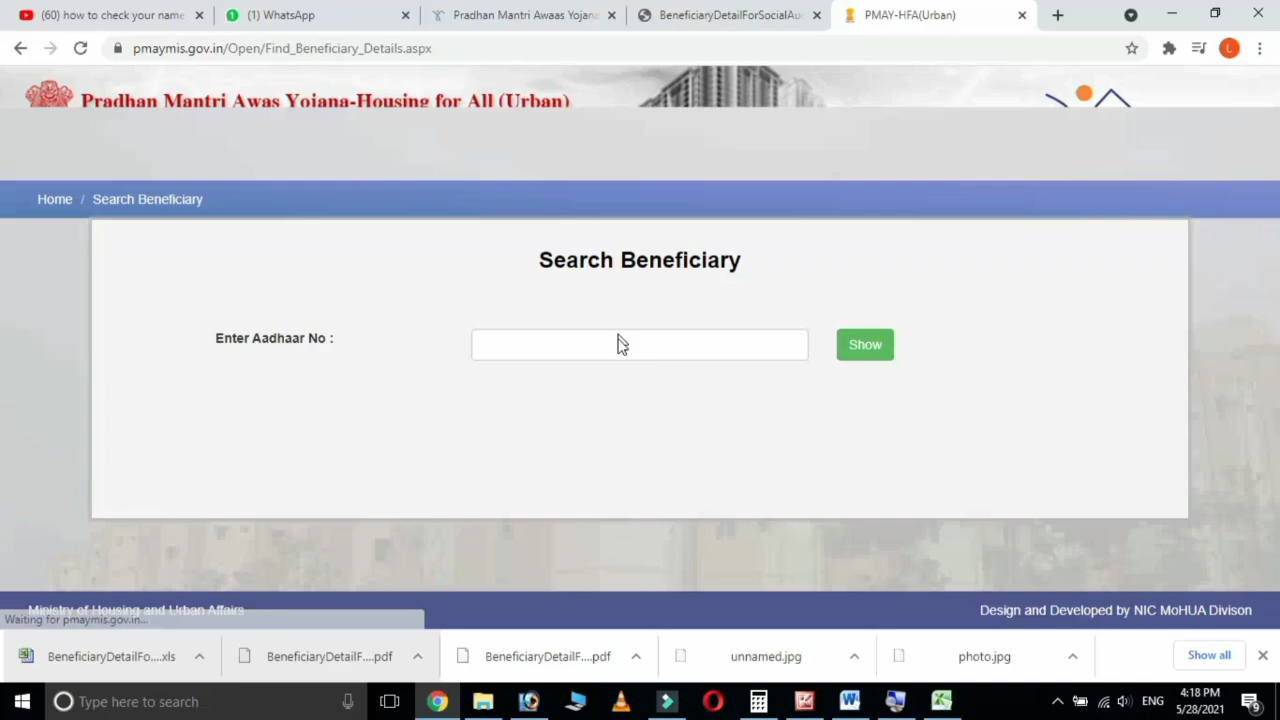 (60) how to check your name
(1) WhatsApp
Pradhan Mantri Awaas Yojana
BeneficiaryDetailForSocialAu
PMAY-HFA(Urban)
pmaymis.gov.in/Open/Find_Beneficiary_Details.aspx
L
Pradhan Mantri Awas Yojana-Housing for All (Urban)
Home / Search Beneficiary
Search Beneficiary
Enter Aadhaar No :
Show
Ministry of Housing and Urban Affairs
Design and Developed by NIC MoHUA Divison
Waiting for pmaymis.gov.in...
BeneficiaryDetailFo....xls
BeneficiaryDetailF....pdf
BeneficiaryDetailF....pdf
unnamed.jpg
photo.jpg
Show all
Type here to search
ENG
4:18 PM
5/28/2021
9